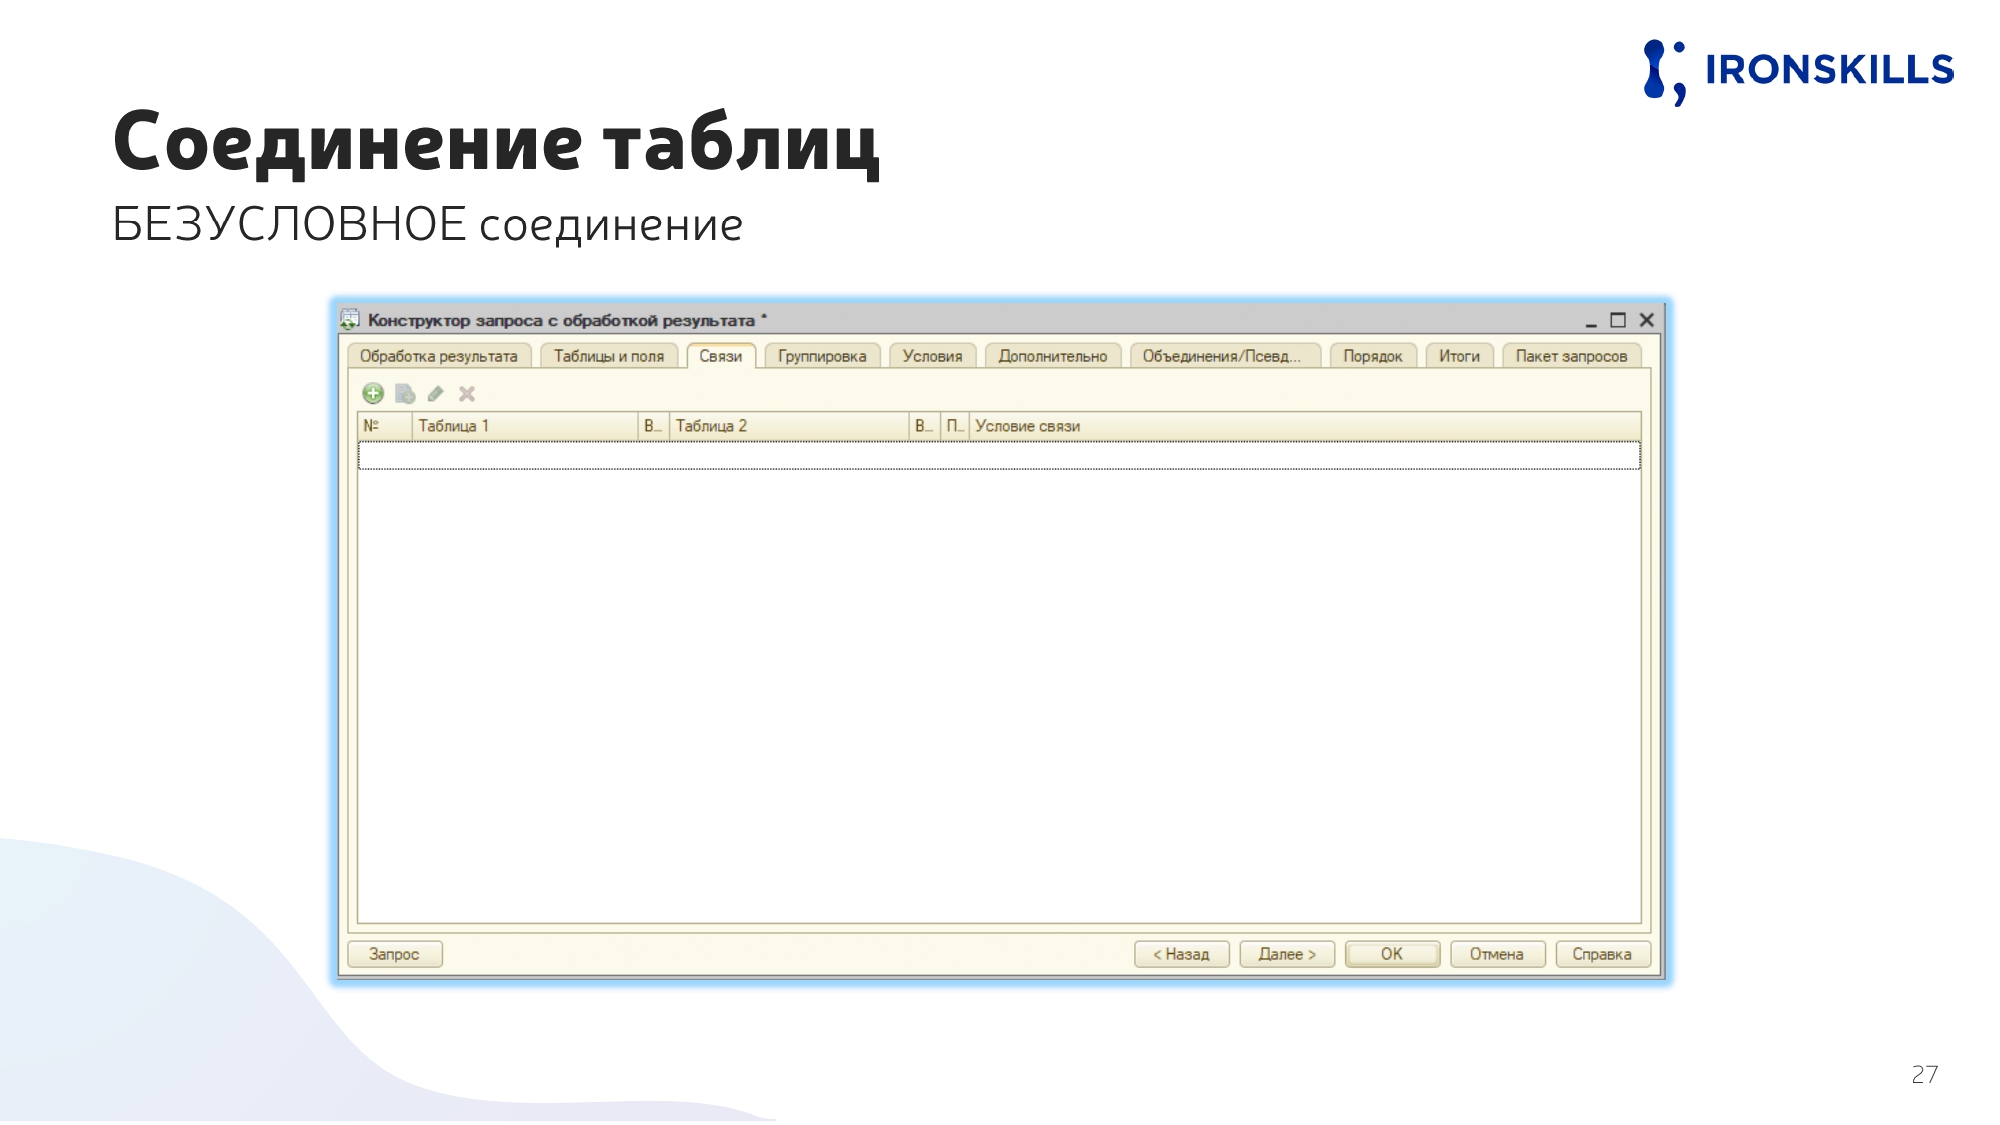 IRONSKILLS
Соединение таблиц
БЕЗУСЛОВНОЕ соединение
Конструктор запроса с обработкой результата *
Обработка результата Таблицы и поля Связи Группировка Условия Дополнительно Объединения/Псевд... Порядок Итоги Пакет запросов
№ Таблица 1 В... Таблица 2 В... П... Условие связи
Запрос < Назад Далее > ОК Отмена Справка
27